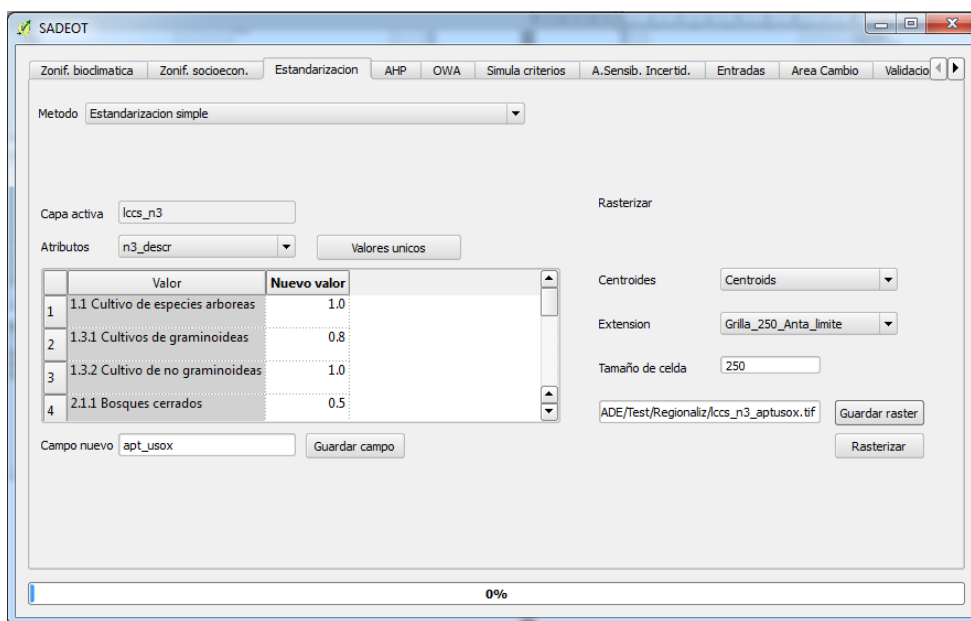 SADEOT
Zonif. bioclimatica Zonif. socioecon. Estandarizacion AHP OWA Simula criterios A.Sensib. Incertid. Entradas Area Cambio Validacio
Metodo Estandarizacion simple
Rasterizar
Capa activa lccs_n3
Atributos n3_descr Valores unicos
Valor Nuevo valor
1 1.1 Cultivo de especies arboreas 1.0
2 1.3.1 Cultivos de graminoideas 0.8
3 1.3.2 Cultivo de no graminoideas 1.0
4 2.1.1 Bosques cerrados 0.5
Campo nuevo apt_usox Guardar campo
Centroides Centroids
Extension Grilla_250_Anta_limite
Tamaño de celda 250
ADE/Test/Regionaliz/lccs_n3_aptusox.tif Guardar raster
Rasterizar
0%